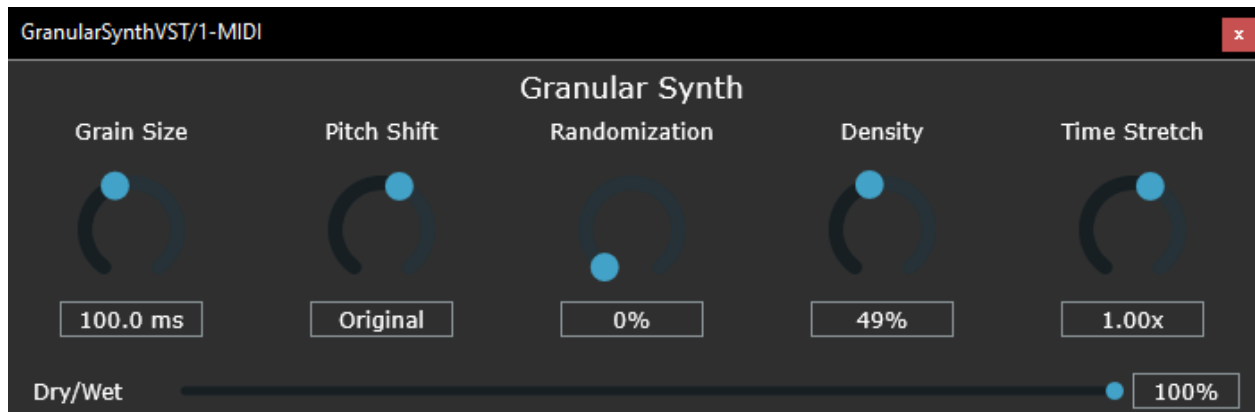 GranularSynthVST/1-MIDI
x
Granular Synth
Grain Size Pitch Shift Randomization Density Time Stretch
100.0 ms Original 0% 49% 1.00x
Dry/Wet 100%